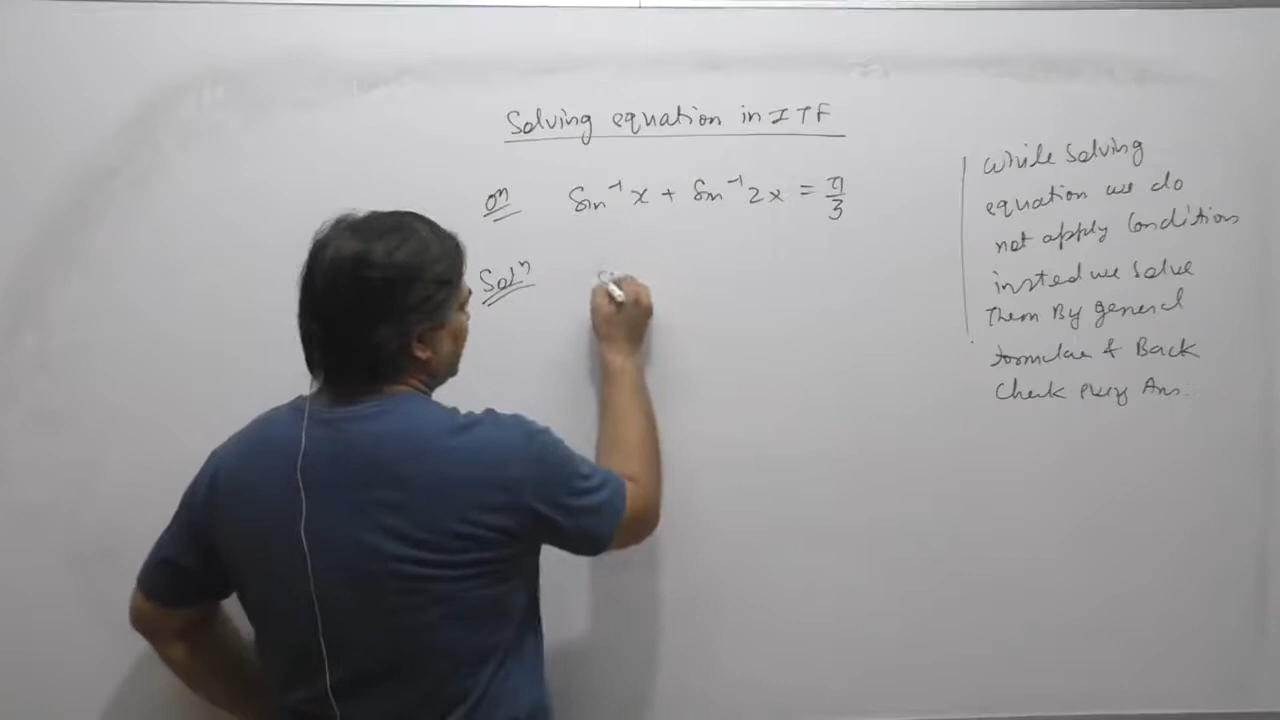 Solving equation in ITF
Qn Sin⁻¹x + Sin⁻¹2x = π/3
Solⁿ
While Solving
equation we do
not apply Conditions
insted we Solve
Them By general
formulae & Back
Check every Ans.